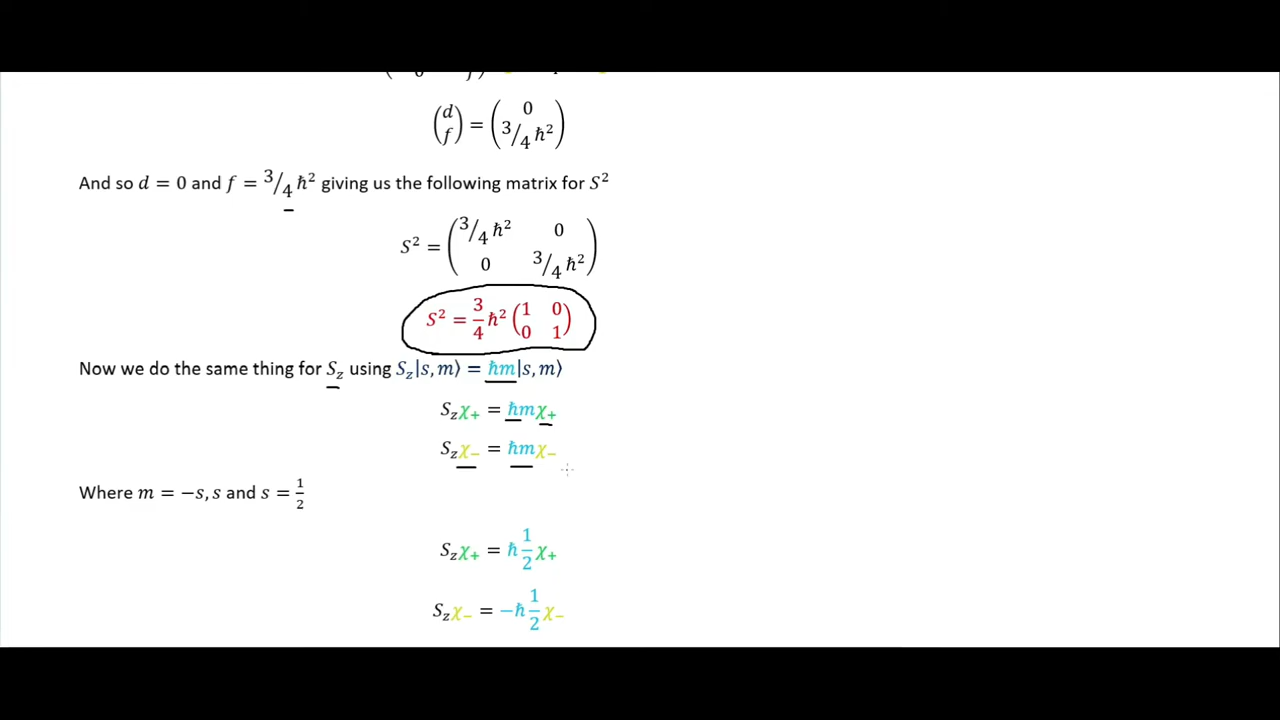 (d f) = (0 3/4 ħ²)
And so d = 0 and f = 3/4 ħ² giving us the following matrix for S²
S² = (3/4 ħ² 0 0 3/4 ħ²)
S² = 3/4 ħ² (1 0 0 1)
Now we do the same thing for S_z using S_z|s, m⟩ = ħm|s, m⟩
S_zχ₊ = ħmχ₊
S_zχ₋ = ħmχ₋
Where m = −s, s and s = 1/2
S_zχ₊ = ħ 1/2 χ₊
S_zχ₋ = −ħ 1/2 χ₋